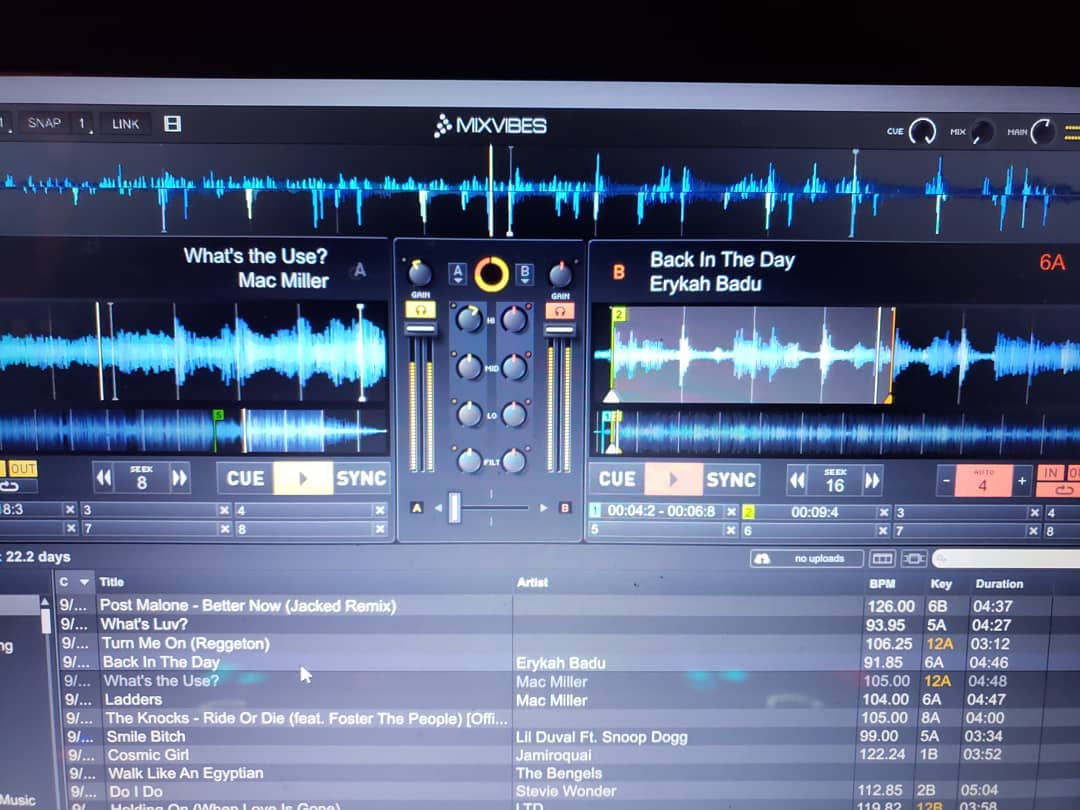 SNAP 1 LINK MIXVIBES CUE MIX MAIN
What's the Use?
Mac Miller
A
GAIN
A
B
GAIN
HI
MID
LO
FILT
A B
B
Back In The Day
Erykah Badu
6A
5
2
OUT
SEEK
8
CUE SYNC
8:3 3 4
7 8
CUE SYNC
SEEK
16
- AUTO
4 +
IN
1 00:04:2 - 00:06:8 2 00:09:4 3 4
5 6 7 8
: 22.2 days
no uploads
C Title Artist BPM Key Duration
9/... Post Malone - Better Now (Jacked Remix) 126.00 6B 04:37
9/... What's Luv? 93.95 5A 04:27
9/... Turn Me On (Reggeton) 106.25 12A 03:12
9/... Back In The Day Erykah Badu 91.85 6A 04:46
9/... What's the Use? Mac Miller 105.00 12A 04:48
9/... Ladders Mac Miller 104.00 6A 04:47
9/... The Knocks - Ride Or Die (feat. Foster The People) [Offi... 105.00 8A 04:00
9/... Smile Bitch Lil Duval Ft. Snoop Dogg 99.00 5A 03:34
9/... Cosmic Girl Jamiroquai 122.24 1B 03:52
9/... Walk Like An Egyptian The Bengels
9/... Do I Do Stevie Wonder 112.85 2B 05:04
9/ Holding On (When Love Is Gone) LTD 119.82 12B 03:58
ng
Music